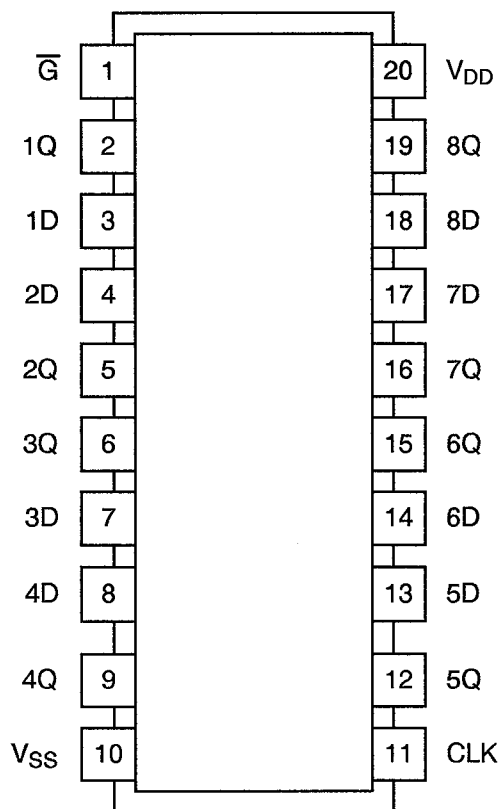 G̅ 1 20 VDD
1Q 2 19 8Q
1D 3 18 8D
2D 4 17 7D
2Q 5 16 7Q
3Q 6 15 6Q
3D 7 14 6D
4D 8 13 5D
4Q 9 12 5Q
VSS 10 11 CLK